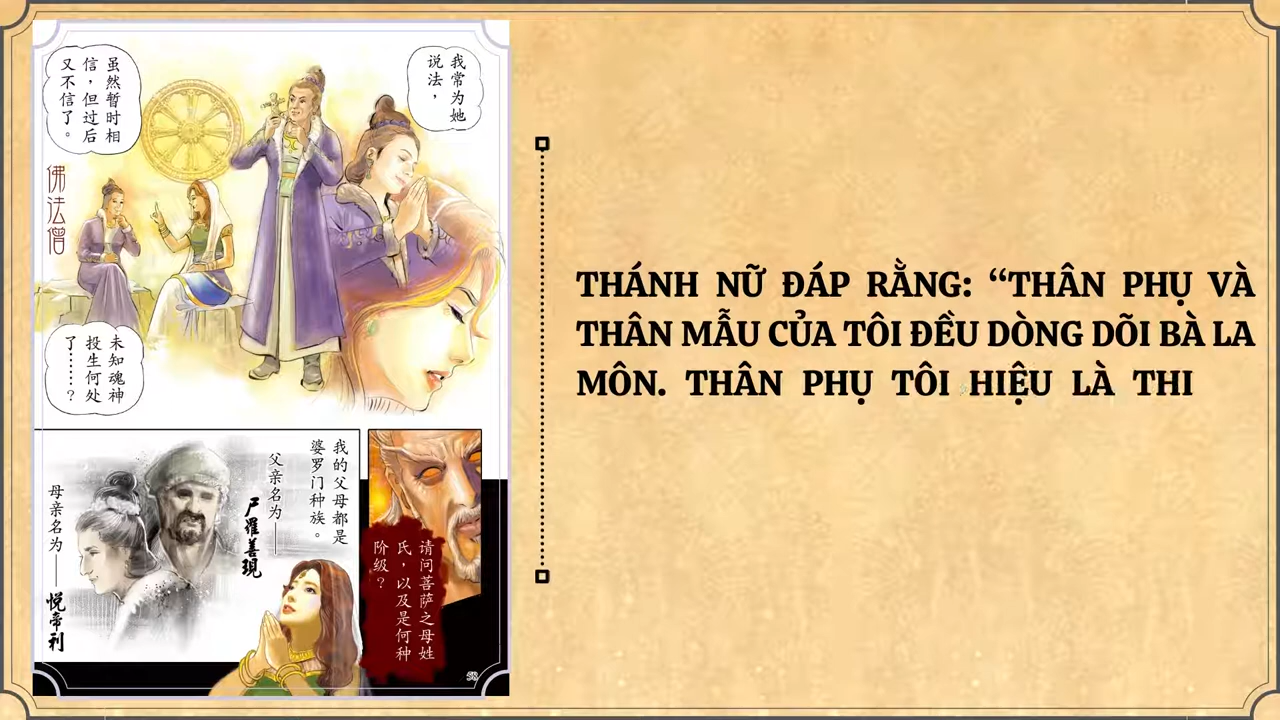 我常为她
说法，
虽然暂时相
信，但过后
又不信了。
佛法僧
未知魂神
投生何处
了……？
请问菩萨之母姓
氏，以及是何种
阶级？
我的父母都是
婆罗门种族。
父亲名为——
尸羅善現
母亲名为——
悅帝利
58
THÁNH NỮ ĐÁP RẰNG: “THÂN PHỤ VÀ
THÂN MẪU CỦA TÔI ĐỀU DÒNG DÕI BÀ LA
MÔN. THÂN PHỤ TÔI HIỆU LÀ THI